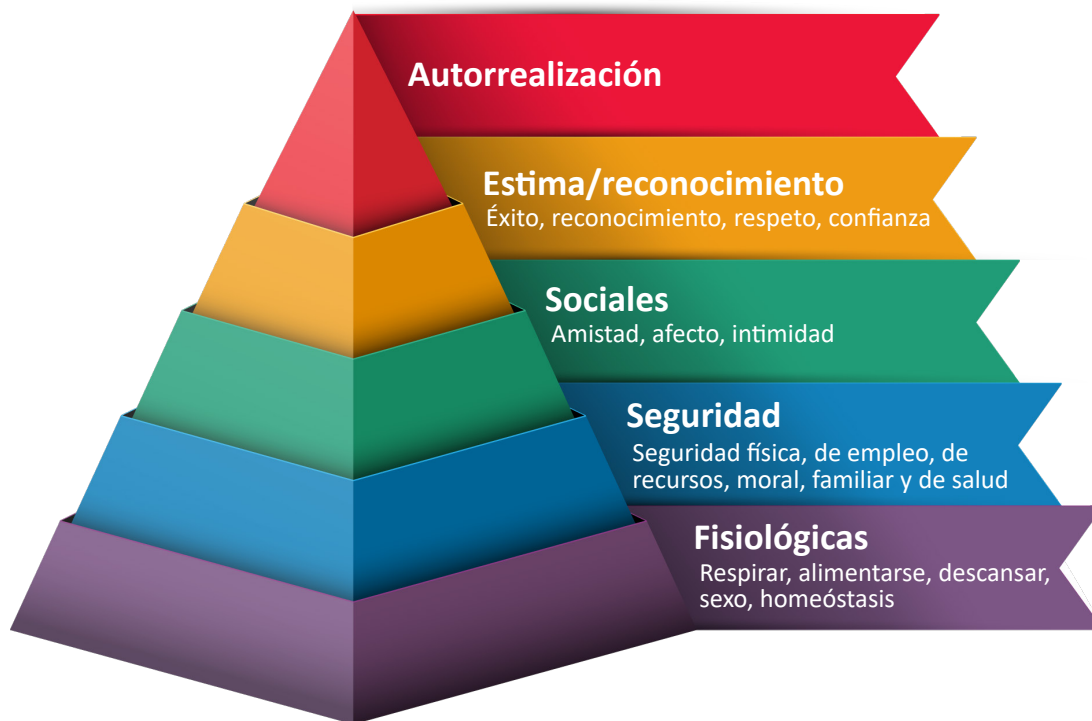 Autorrealización
Estima/reconocimiento
Éxito, reconocimiento, respeto, confianza
Sociales
Amistad, afecto, intimidad
Seguridad
Seguridad física, de empleo, de
recursos, moral, familiar y de salud
Fisiológicas
Respirar, alimentarse, descansar,
sexo, homeóstasis